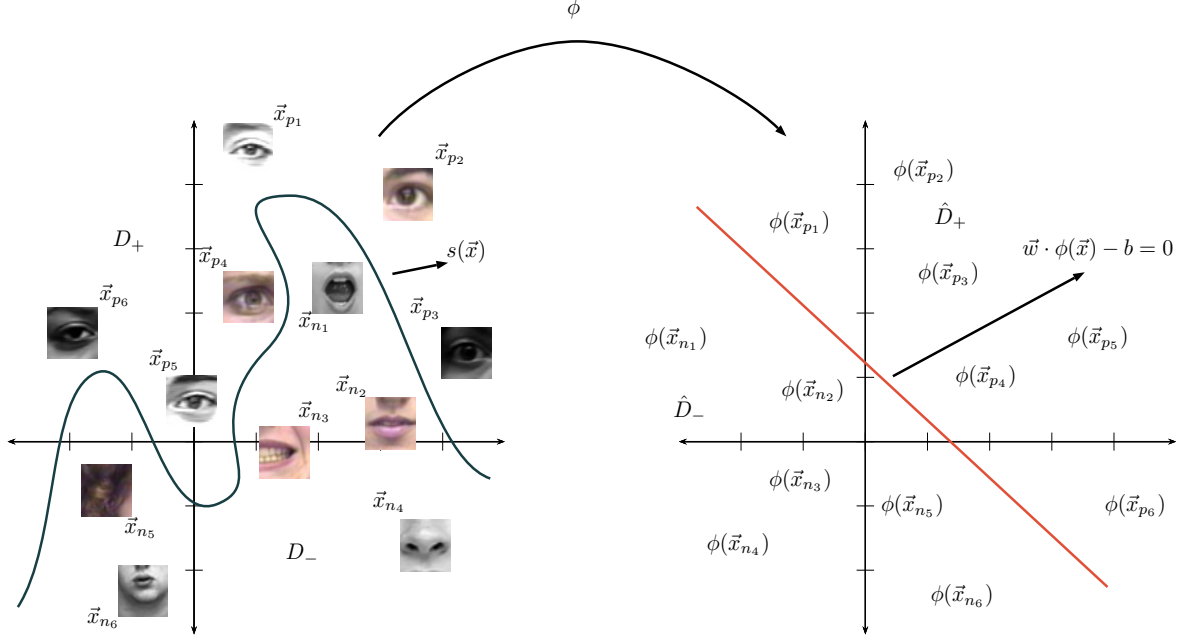 ϕ
x⃗_{p_1}
x⃗_{p_2}
D_+
s(x⃗)
x⃗_{p_4}
x⃗_{p_6}
x⃗_{n_1}
x⃗_{p_3}
x⃗_{p_5}
x⃗_{n_2}
x⃗_{n_3}
x⃗_{n_4}
x⃗_{n_5}
D_−
x⃗_{n_6}
ϕ(x⃗_{p_2})
D̂_+
ϕ(x⃗_{p_1})
w⃗ · ϕ(x⃗) − b = 0
ϕ(x⃗_{p_3})
ϕ(x⃗_{n_1})
ϕ(x⃗_{p_5})
ϕ(x⃗_{p_4})
ϕ(x⃗_{n_2})
D̂_−
ϕ(x⃗_{n_3})
ϕ(x⃗_{n_5})
ϕ(x⃗_{p_6})
ϕ(x⃗_{n_4})
ϕ(x⃗_{n_6})